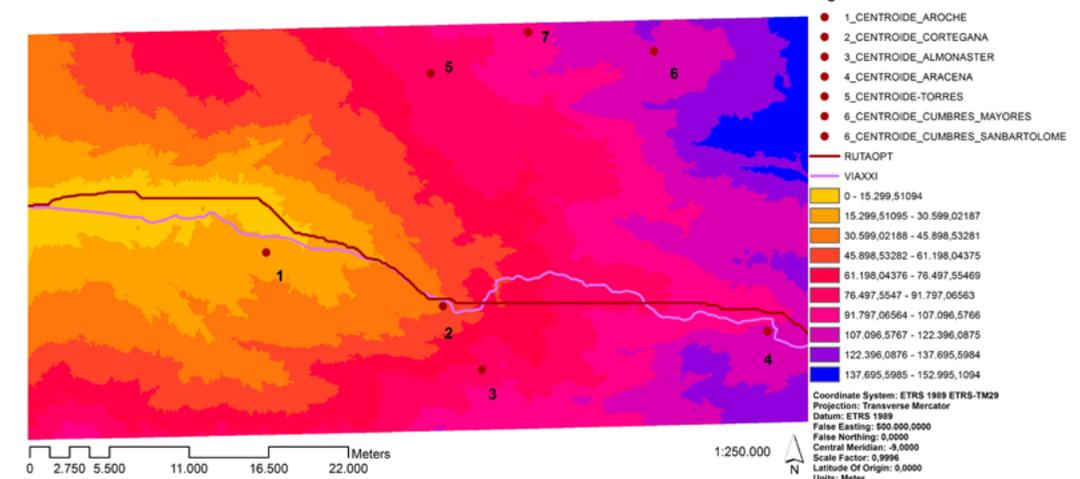 1_CENTROIDE_AROCHE
2_CENTROIDE_CORTEGANA
3_CENTROIDE_ALMONASTER
4_CENTROIDE_ARACENA
5_CENTROIDE-TORRES
6_CENTROIDE_CUMBRES_MAYORES
6_CENTROIDE_CUMBRES_SANBARTOLOME
RUTAOPT
VIAXXI
0 - 15.299,51094
15.299,51095 - 30.599,02187
30.599,02188 - 45.898,53281
45.898,53282 - 61.198,04375
61.198,04376 - 76.497,55469
76.497,5547 - 91.797,06563
91.797,06564 - 107.096,5766
107.096,5767 - 122.396,0875
122.396,0876 - 137.695,5984
137.695,5985 - 152.995,1094
Coordinate System: ETRS 1989 ETRS-TM29
Projection: Transverse Mercator
Datum: ETRS 1989
False Easting: 500.000,0000
False Northing: 0,0000
Central Meridian: -9,0000
Scale Factor: 0,9996
Latitude Of Origin: 0,0000
Units: Meter
7
5
6
1
2
4
3
Meters
0 2.750 5.500 11.000 16.500 22.000
1:250.000
N